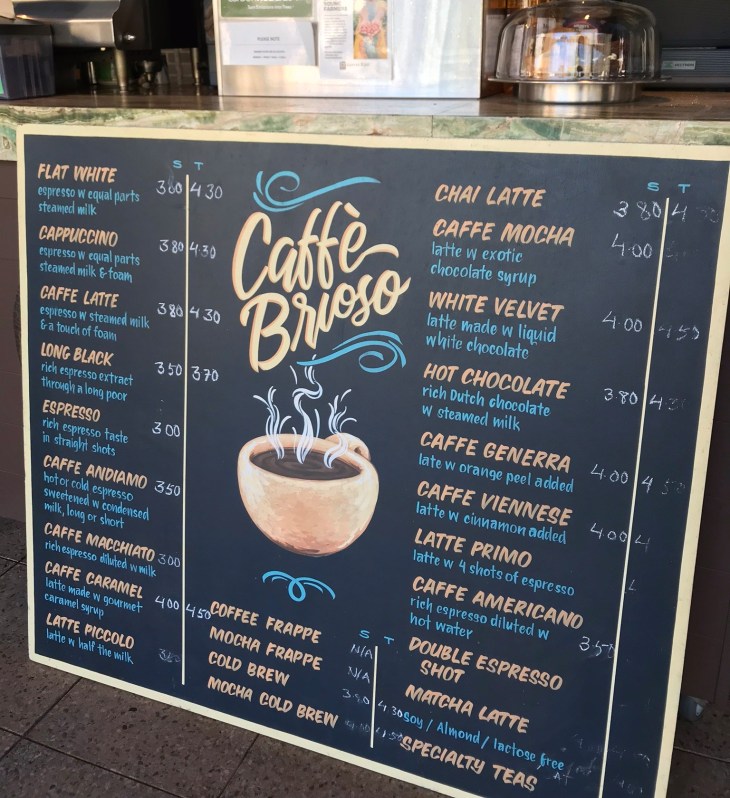 PLEASE NOTE
S T
FLAT WHITE
espresso w equal parts
steamed milk
4 30
CAPPUCCINO
espresso w equal parts
steamed milk & foam
3 80 4.30
CAFFE LATTE
espresso w steamed milk
& a touch of foam
3 80 4 30
LONG BLACK
rich espresso extract
through a long poor
3 50 3 70
ESPRESSO
rich espresso taste
in straight shots
3 00
CAFFE ANDIAMO
hot or cold espresso
sweetened w condensed
milk, long or short
3 50
CAFFE MACCHIATO
rich espresso diluted w milk
3 00
CAFFE CARAMEL
latte made w gourmet
caramel syrup
4 00 4 50
LATTE PICCOLO
latte w half the milk
Caffè
Brioso
S T
COFFEE FRAPPE N/A
MOCHA FRAPPE N/A
COLD BREW 4 30
MOCHA COLD BREW
S T
CHAI LATTE 3 80 4
CAFFE MOCHA 4.00
latte w exotic
chocolate syrup
WHITE VELVET 4.00 4 50
latte made w liquid
white chocolate
HOT CHOCOLATE 3.80 4 3
rich Dutch chocolate
w steamed milk
CAFFE GENERRA 4.00 4
late w orange peel added
CAFFE VIENNESE 4.00 4
latte w cinnamon added
LATTE PRIMO
latte w 4 shots of espresso
CAFFE AMERICANO
rich espresso diluted w
hot water
DOUBLE ESPRESSO
SHOT
MATCHA LATTE
Soy / Almond / lactose free
SPECIALTY TEAS